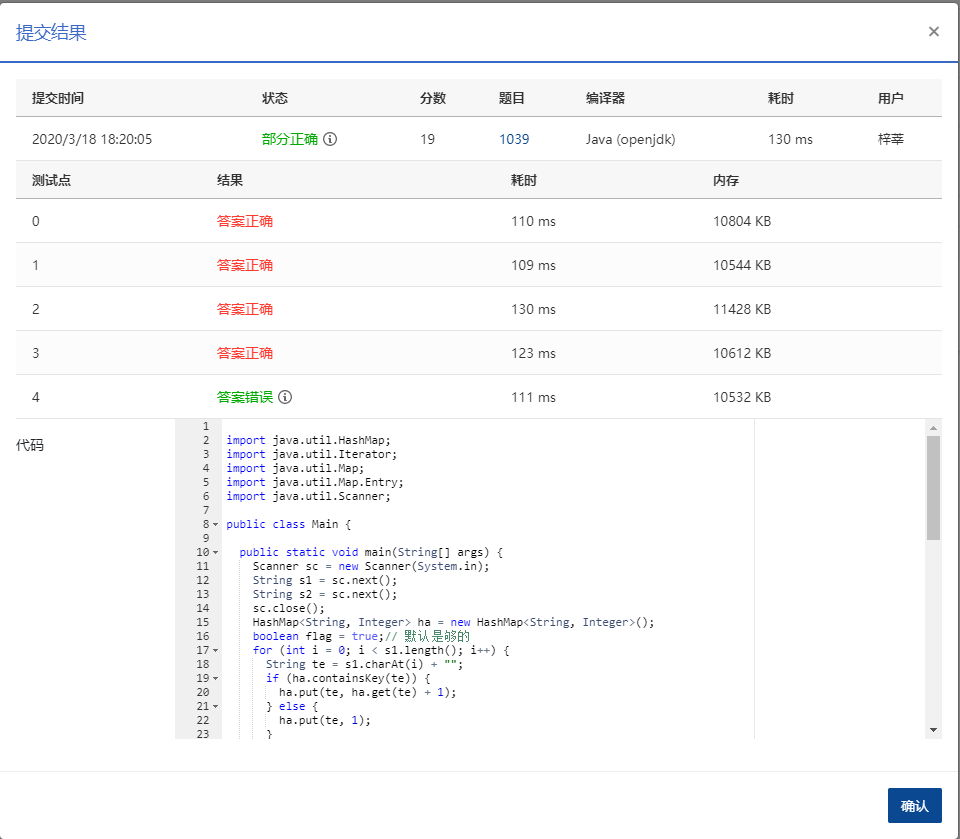 提交结果 ×
提交时间 状态 分数 题目 编译器 耗时 用户
2020/3/18 18:20:05 部分正确 19 1039 Java (openjdk) 130 ms 梓莘
测试点 结果 耗时 内存
0 答案正确 110 ms 10804 KB
1 答案正确 109 ms 10544 KB
2 答案正确 130 ms 11428 KB
3 答案正确 123 ms 10612 KB
4 答案错误 111 ms 10532 KB
代码
1
2 import java.util.HashMap;
3 import java.util.Iterator;
4 import java.util.Map;
5 import java.util.Map.Entry;
6 import java.util.Scanner;
7
8 public class Main {
9
10 public static void main(String[] args) {
11 Scanner sc = new Scanner(System.in);
12 String s1 = sc.next();
13 String s2 = sc.next();
14 sc.close();
15 HashMap<String, Integer> ha = new HashMap<String, Integer>();
16 boolean flag = true;// 默认是够的
17 for (int i = 0; i < s1.length(); i++) {
18 String te = s1.charAt(i) + "";
19 if (ha.containsKey(te)) {
20 ha.put(te, ha.get(te) + 1);
21 } else {
22 ha.put(te, 1);
23 }
确认